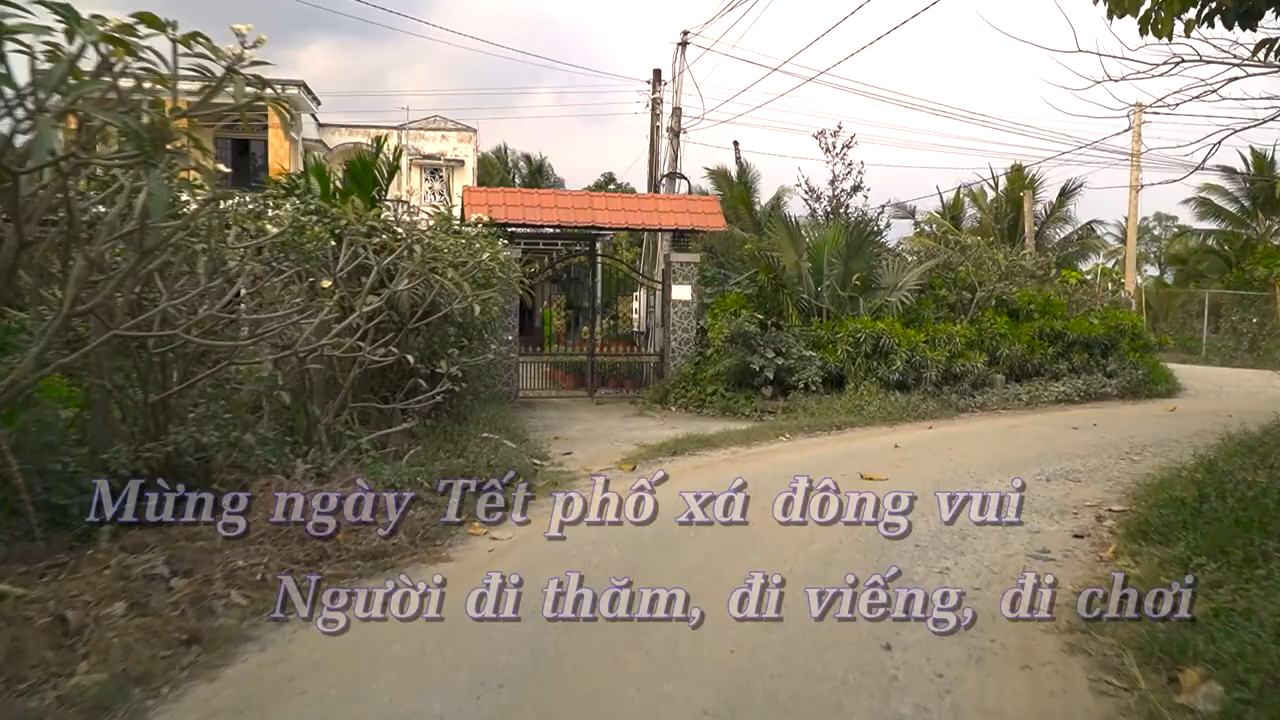 Mừng ngày Tết phố xá đông vui
Người đi thăm, đi viếng, đi chơi